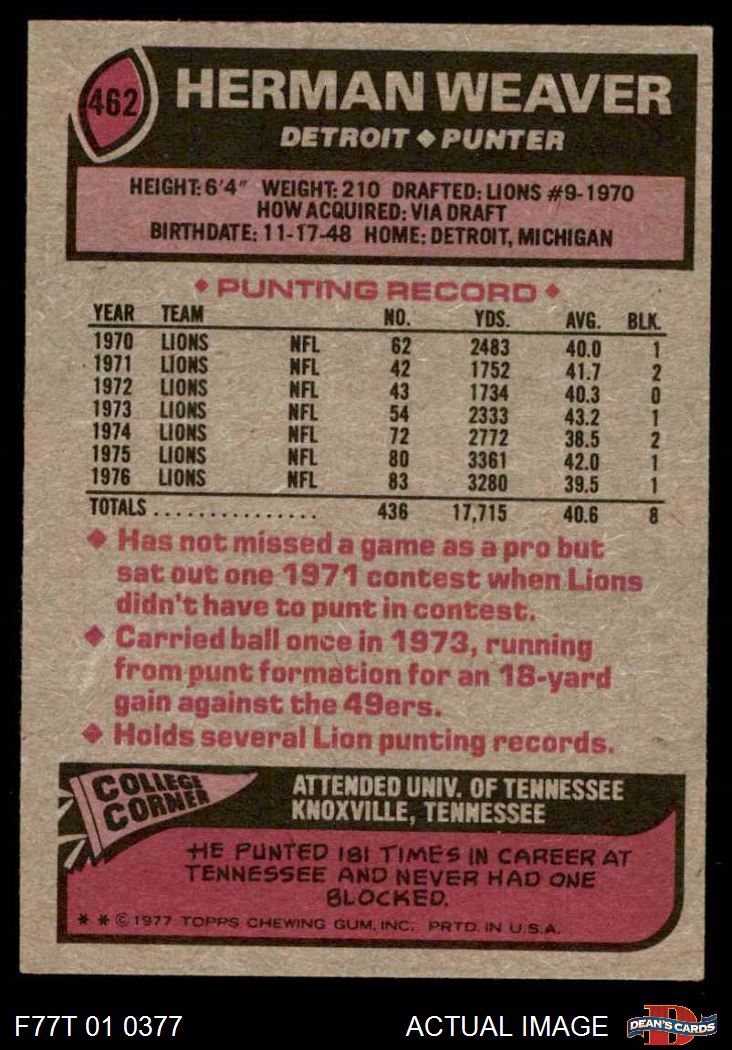 462
HERMAN WEAVER
DETROIT ◆ PUNTER
HEIGHT: 6'4" WEIGHT: 210 DRAFTED: LIONS #9-1970
HOW ACQUIRED: VIA DRAFT
BIRTHDATE: 11-17-48 HOME: DETROIT, MICHIGAN
◆ PUNTING RECORD ◆
YEAR TEAM NO. YDS. AVG. BLK.
1970 LIONS NFL 62 2483 40.0 1
1971 LIONS NFL 42 1752 41.7 2
1972 LIONS NFL 43 1734 40.3 0
1973 LIONS NFL 54 2333 43.2 1
1974 LIONS NFL 72 2772 38.5 2
1975 LIONS NFL 80 3361 42.0 1
1976 LIONS NFL 83 3280 39.5 1
TOTALS ............... 436 17,715 40.6 8
◆ Has not missed a game as a pro but
sat out one 1971 contest when Lions
didn't have to punt in contest.
◆ Carried ball once in 1973, running
from punt formation for an 18-yard
gain against the 49ers.
◆ Holds several Lion punting records.
COLLEGE
CORNER
ATTENDED UNIV. OF TENNESSEE
KNOXVILLE, TENNESSEE
HE PUNTED 181 TIMES IN CAREER AT
TENNESSEE AND NEVER HAD ONE
BLOCKED.
* * © 1977 TOPPS CHEWING GUM, INC. PRTD. IN U.S.A.
F77T 01 0377
ACTUAL IMAGE
D
DEAN'S CARDS